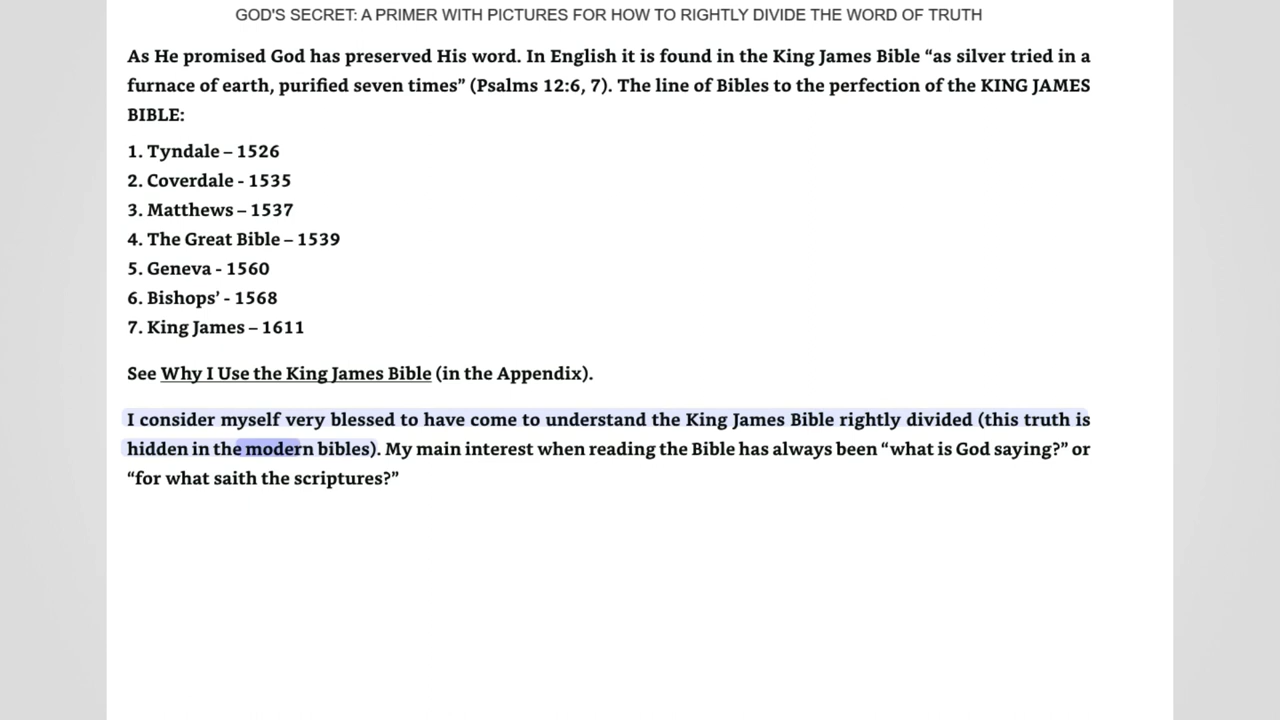 GOD'S SECRET: A PRIMER WITH PICTURES FOR HOW TO RIGHTLY DIVIDE THE WORD OF TRUTH
As He promised God has preserved His word. In English it is found in the King James Bible “as silver tried in a
furnace of earth, purified seven times” (Psalms 12:6, 7). The line of Bibles to the perfection of the KING JAMES
BIBLE:
1. Tyndale – 1526
2. Coverdale - 1535
3. Matthews – 1537
4. The Great Bible – 1539
5. Geneva - 1560
6. Bishops’ - 1568
7. King James – 1611
See Why I Use the King James Bible (in the Appendix).
I consider myself very blessed to have come to understand the King James Bible rightly divided (this truth is
hidden in the modern bibles). My main interest when reading the Bible has always been “what is God saying?” or
“for what saith the scriptures?”